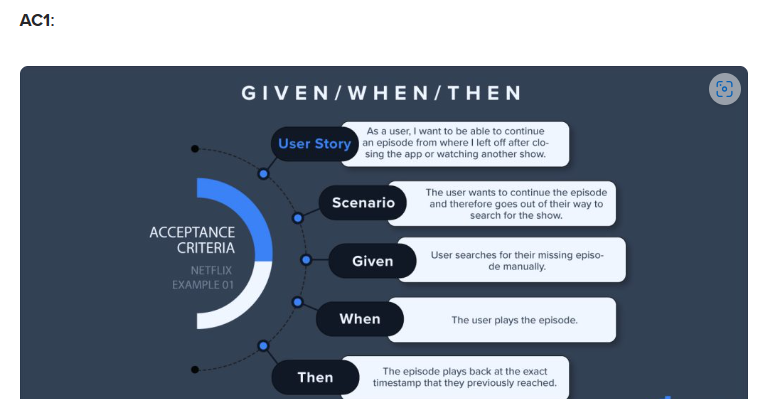 AC1:
GIVEN/WHEN/THEN
User Story
As a user, I want to be able to continue
an episode from where I left off after clo-
sing the app or watching another show.
Scenario
The user wants to continue the episode
and therefore goes out of their way to
search for the show.
ACCEPTANCE
CRITERIA
NETFLIX
EXAMPLE 01
Given
User searches for their missing episo-
de manually.
When
The user plays the episode.
Then
The episode plays back at the exact
timestamp that they previously reached.